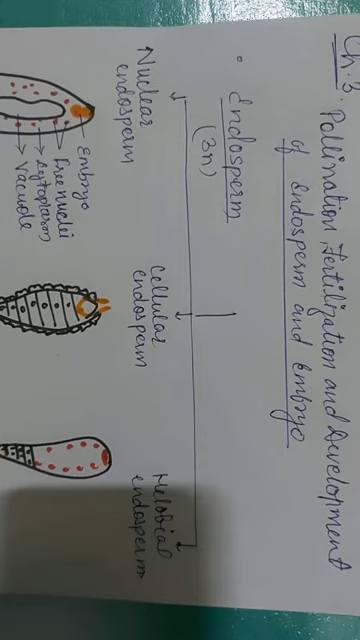 Ch. 3. Pollination, Fertilization and Development
of Endosperm and Embryo
• Endosperm
(3n)
Nuclear
endosperm
Cellular
endosperm
Helobial
endosperm
Embryo
free nuclei
cytoplasm
Vacuole